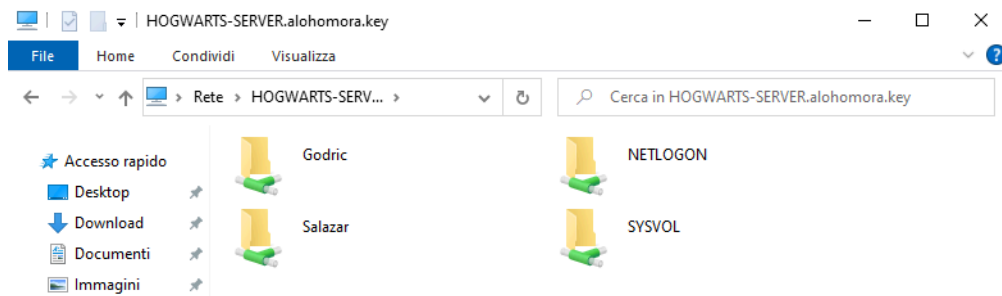 HOGWARTS-SERVER.alohomora.key
File Home Condividi Visualizza ?
Rete HOGWARTS-SERV... Cerca in HOGWARTS-SERVER.alohomora.key
Accesso rapido
Desktop
Download
Documenti
Immagini
Godric NETLOGON
Salazar SYSVOL